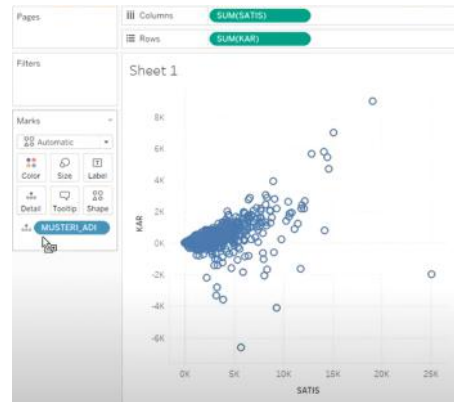 Pages
Columns SUM(SATIS)
Rows SUM(KAR)
Filters
Sheet 1
Marks
Automatic
Color Size Label
Detail Tooltip Shape
MUSTERI_ADI
8K
6K
4K
2K
0K
-2K
-4K
-6K
KAR
0K 5K 10K 15K 20K 25K
SATIS